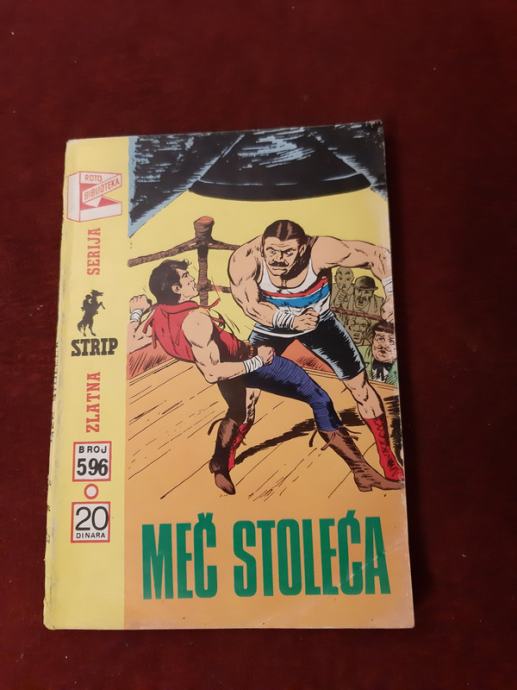 ROTO
BIBLIOTEKA
ZLATNA
STRIP
SERIJA
BROJ
596
20
DINARA
MEČ STOLEĆA